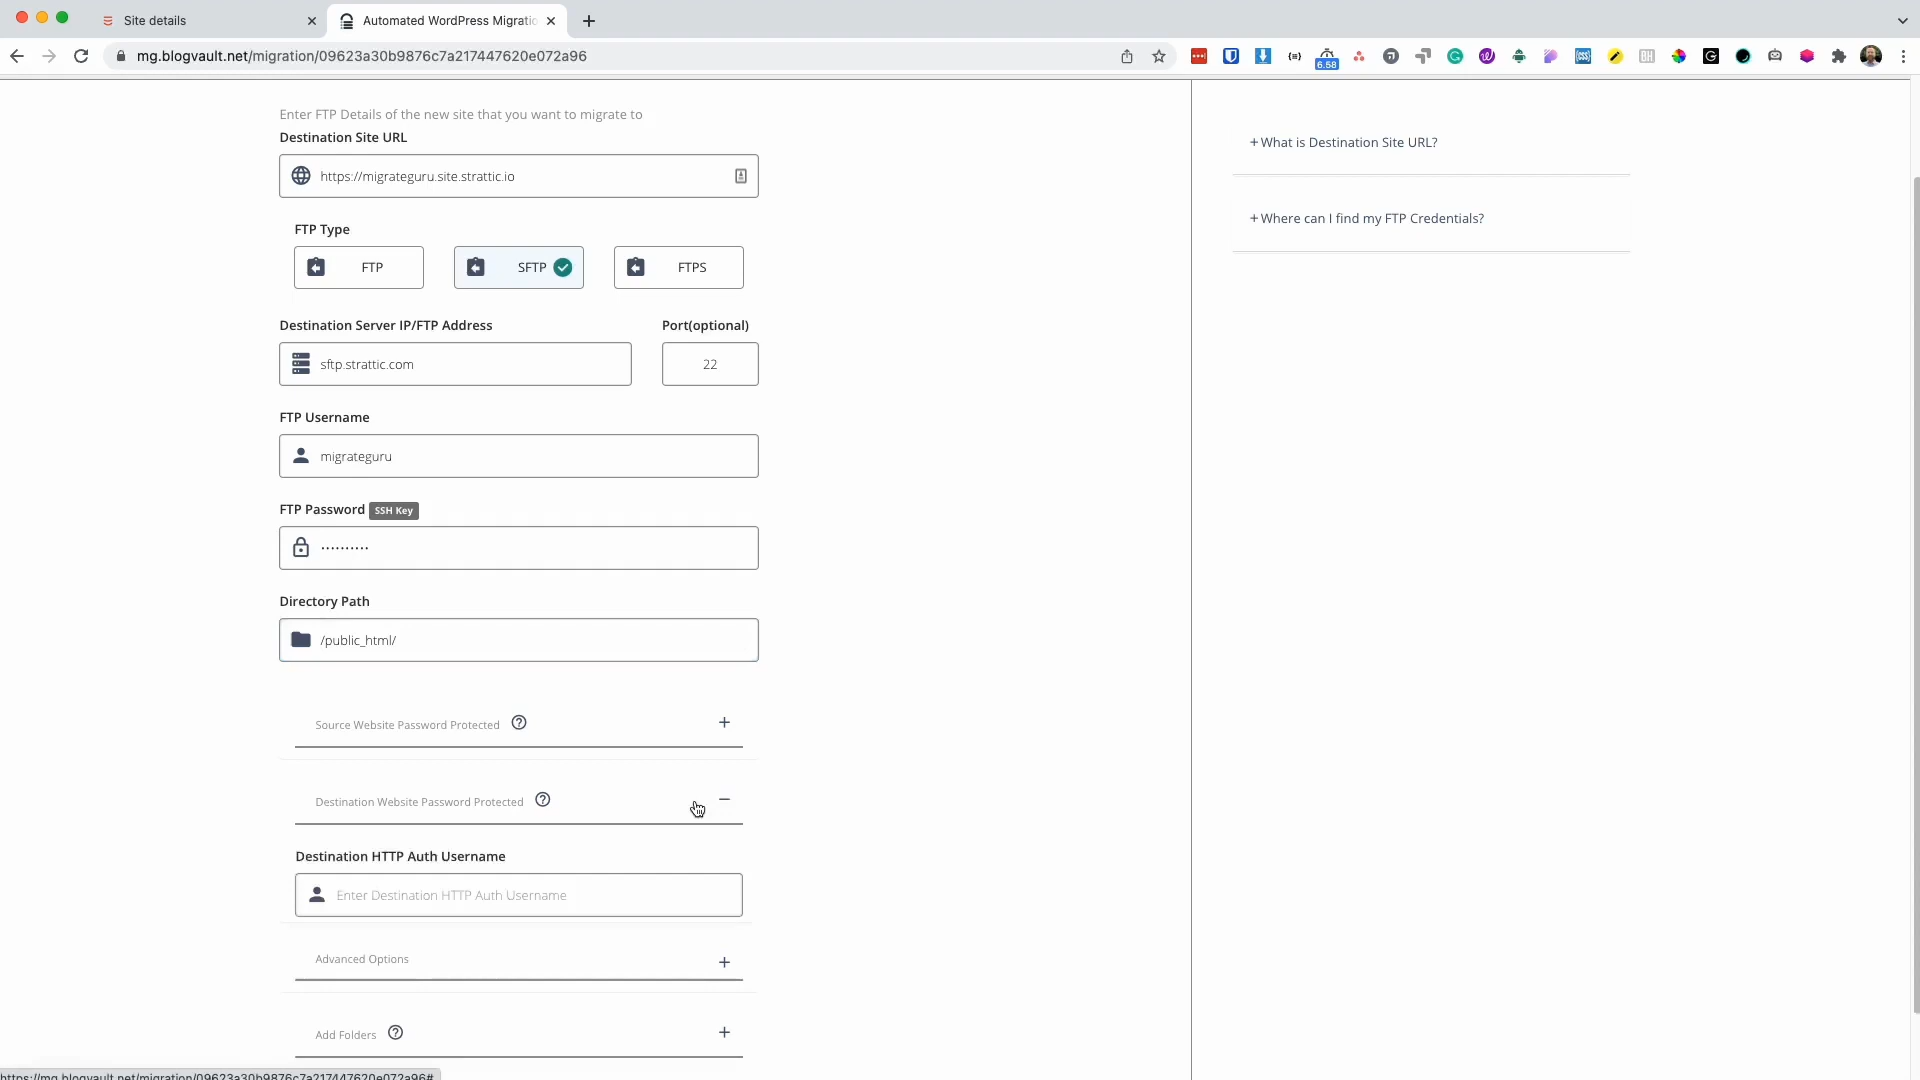 Site details
Automated WordPress Migratio
mg.blogvault.net/migration/09623a30b9876c7a217447620e072a96
6.58
Enter FTP Details of the new site that you want to migrate to
Destination Site URL
https://migrateguru.site.strattic.io
FTP Type
FTP
SFTP
FTPS
Destination Server IP/FTP Address
Port(optional)
sftp.strattic.com
22
FTP Username
migrateguru
FTP Password SSH Key
••••••••••
Directory Path
/public_html/
Source Website Password Protected
Destination Website Password Protected
Destination HTTP Auth Username
Enter Destination HTTP Auth Username
Advanced Options
Add Folders
+ What is Destination Site URL?
+ Where can I find my FTP Credentials?
https://mg.blogvault.net/migration/09623a30b9876c7a217447620e072a96#